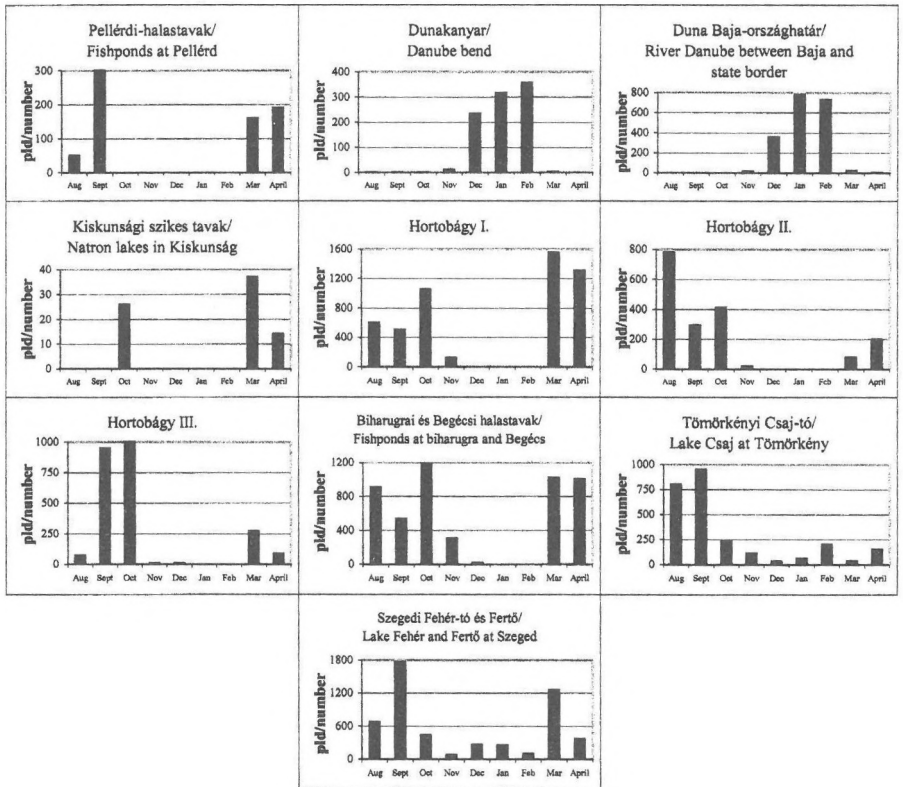 Pellérdi-halastavak/
Fishponds at Pellérd
pld/number
300
200
100
0
Aug Sept Oct Nov Dec Jan Feb Mar April
Dunakanyar/
Danube bend
pld/number
400
300
200
100
0
Aug Sept Oct Nov Dec Jan Feb Mar April
Duna Baja-országhatár/
River Danube between Baja and
state border
pld/number
800
600
400
200
0
Aug Sept Oct Nov Dec Jan Feb Mar April
Kiskunsági szikes tavak/
Natron lakes in Kiskunság
pld/number
40
30
20
10
0
Aug Sept Oct Nov Dec Jan Feb Mar April
Hortobágy I.
pld/number
1600
1200
800
400
0
Aug Sept Oct Nov Dec Jan Feb Mar April
Hortobágy II.
pld/number
800
600
400
200
0
Aug Sept Oct Nov Dec Jan Feb Mar April
Hortobágy III.
pld/number
1000
750
500
250
0
Aug Sept Oct Nov Dec Jan Feb Mar April
Biharugrai és Begécsi halastavak/
Fishponds at biharugra and Begécs
pld/number
1200
800
400
0
Aug Sept Oct Nov Dec Jan Feb Mar April
Tömörkényi Csaj-tó/
Lake Csaj at Tömörkény
pld/number
1000
750
500
250
0
Aug Sept Oct Nov Dec Jan Feb Mar April
Szegedi Fehér-tó és Fertő/
Lake Fehér and Fertő at Szeged
pld/number
1800
1200
600
0
Aug Sept Oct Nov Dec Jan Feb Mar April